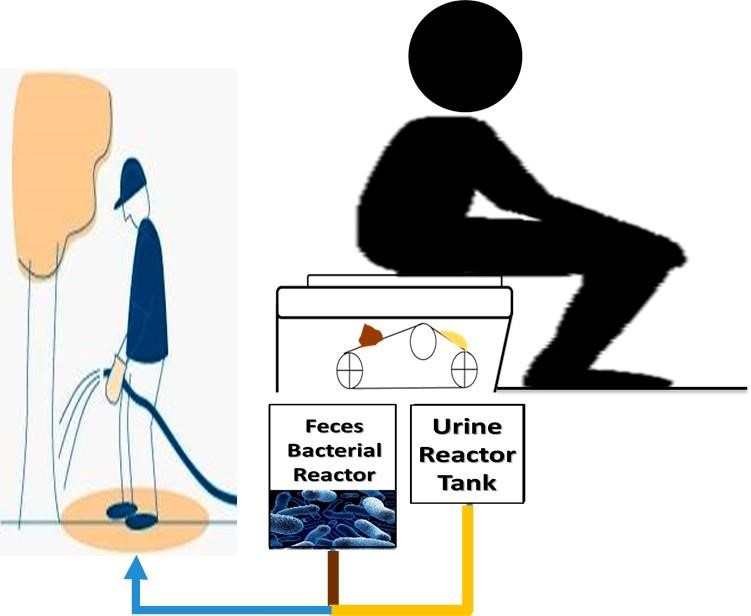 Feces
Bacterial
Reactor
Urine
Reactor
Tank